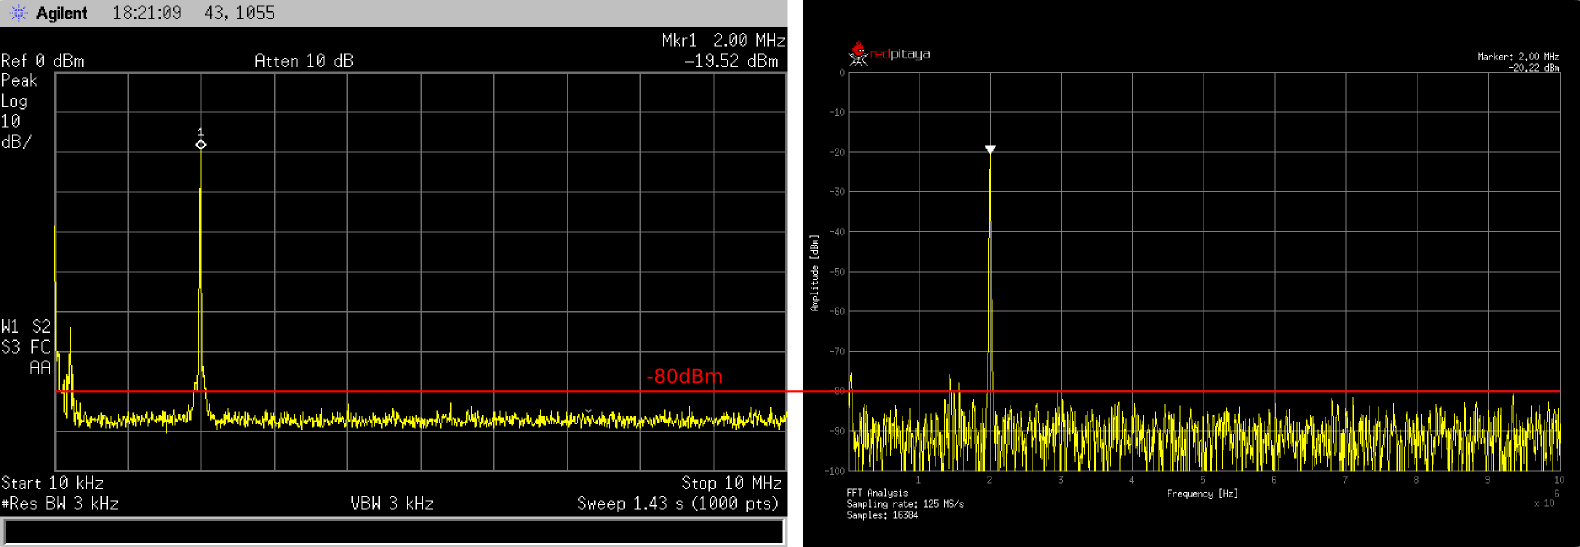 Agilent 18:21:09 43, 1055
Mkr1 2.00 MHz
Ref 0 dBm Atten 10 dB -19.52 dBm
Peak
Log
10
dB/
1
W1 S2
S3 FC
AA
-80dBm
Start 10 kHz Stop 10 MHz
#Res BW 3 kHz VBW 3 kHz Sweep 1.43 s (1000 pts)
redpitaya
Marker: 2.00 MHz
-20.22 dBm
0
-10
-20
-30
-40
-50
-60
-70
-80
-90
-100
Amplitude [dBm]
1 2 3 4 5 6 7 8 9 10
Frequency [Hz]
x 10 6
FFT Analysis
Sampling rate: 125 MS/s
Samples: 16384